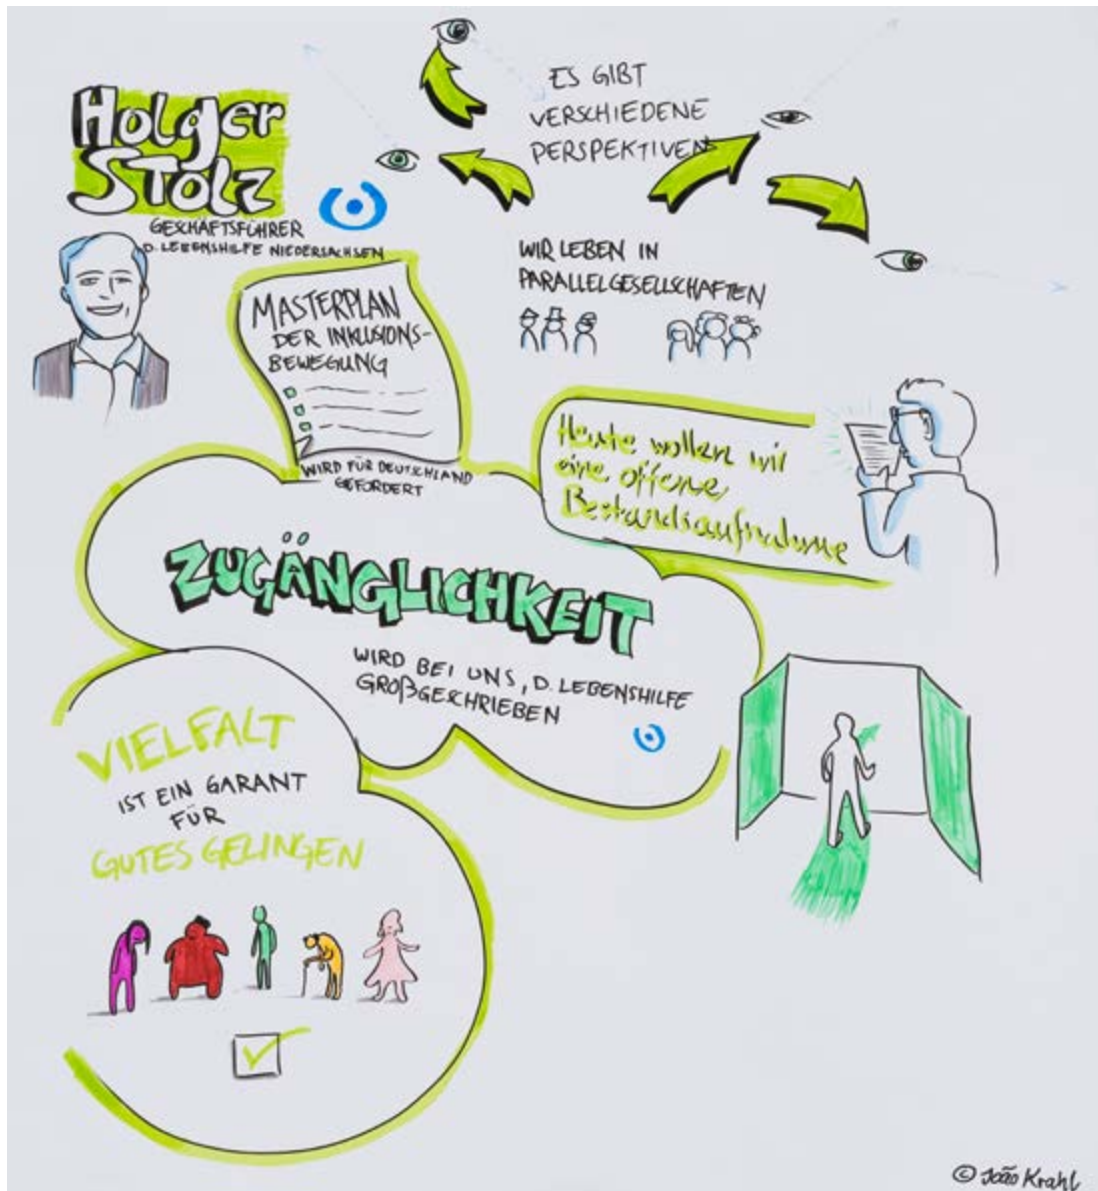 Holger
Stolz
GESCHÄFTSFÜHRER
D. LEBENSHILFE NIEDERSACHSEN
ES GIBT
VERSCHIEDENE
PERSPEKTIVEN
WIR LEBEN IN
PARALLELGESELLSCHAFTEN
MASTERPLAN
DER INKLUSIONS-
BEWEGUNG
WIRD FÜR DEUTSCHLAND
GEFORDERT
Heute wollen wir
eine offene
Bestandsaufnahme
ZUGÄNGLICHKEIT
WIRD BEI UNS, D. LEBENSHILFE
GROßGESCHRIEBEN
VIELFALT
IST EIN GARANT
FÜR
GUTES GELINGEN
© João Krahl